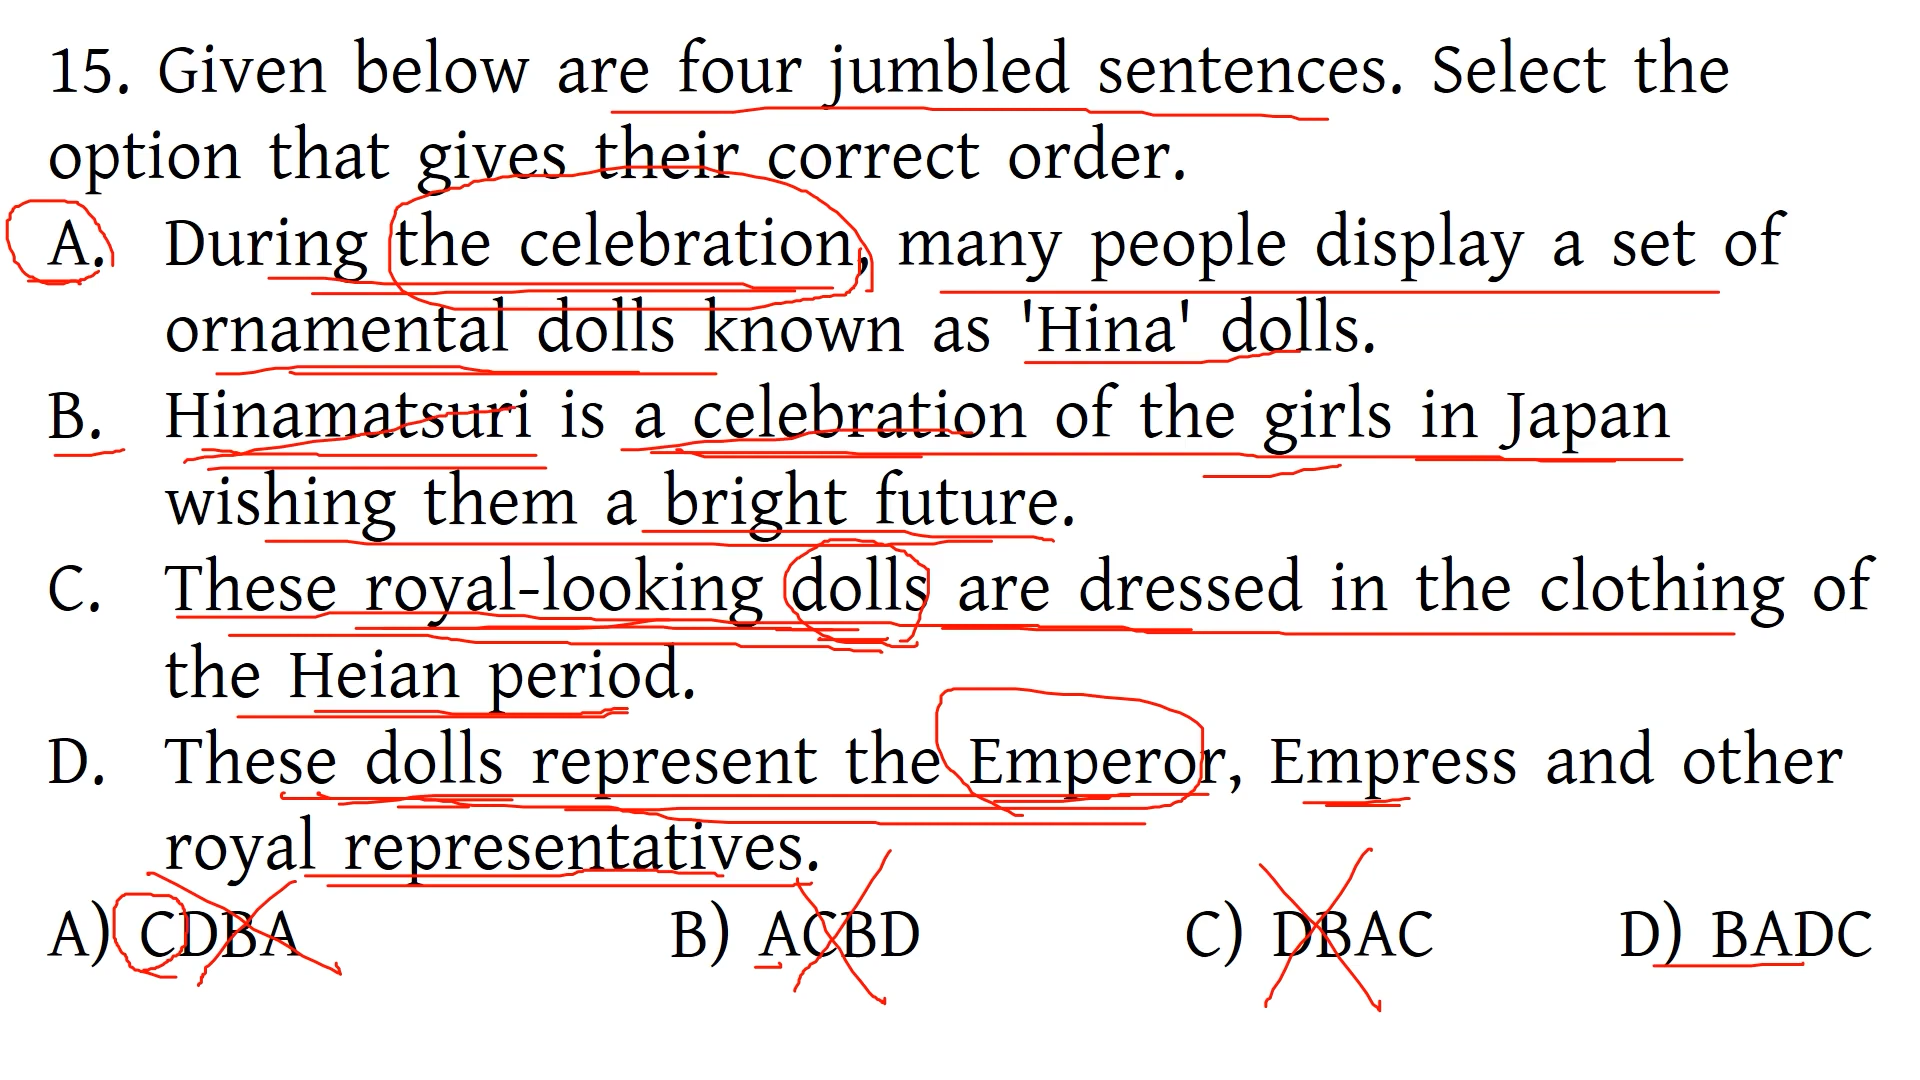 15. Given below are four jumbled sentences. Select the
option that gives their correct order.
A. During the celebration, many people display a set of
ornamental dolls known as 'Hina' dolls.
B. Hinamatsuri is a celebration of the girls in Japan
wishing them a bright future.
C. These royal-looking dolls are dressed in the clothing of
the Heian period.
D. These dolls represent the Emperor, Empress and other
royal representatives.
A) CDBA B) ACBD C) DBAC D) BADC